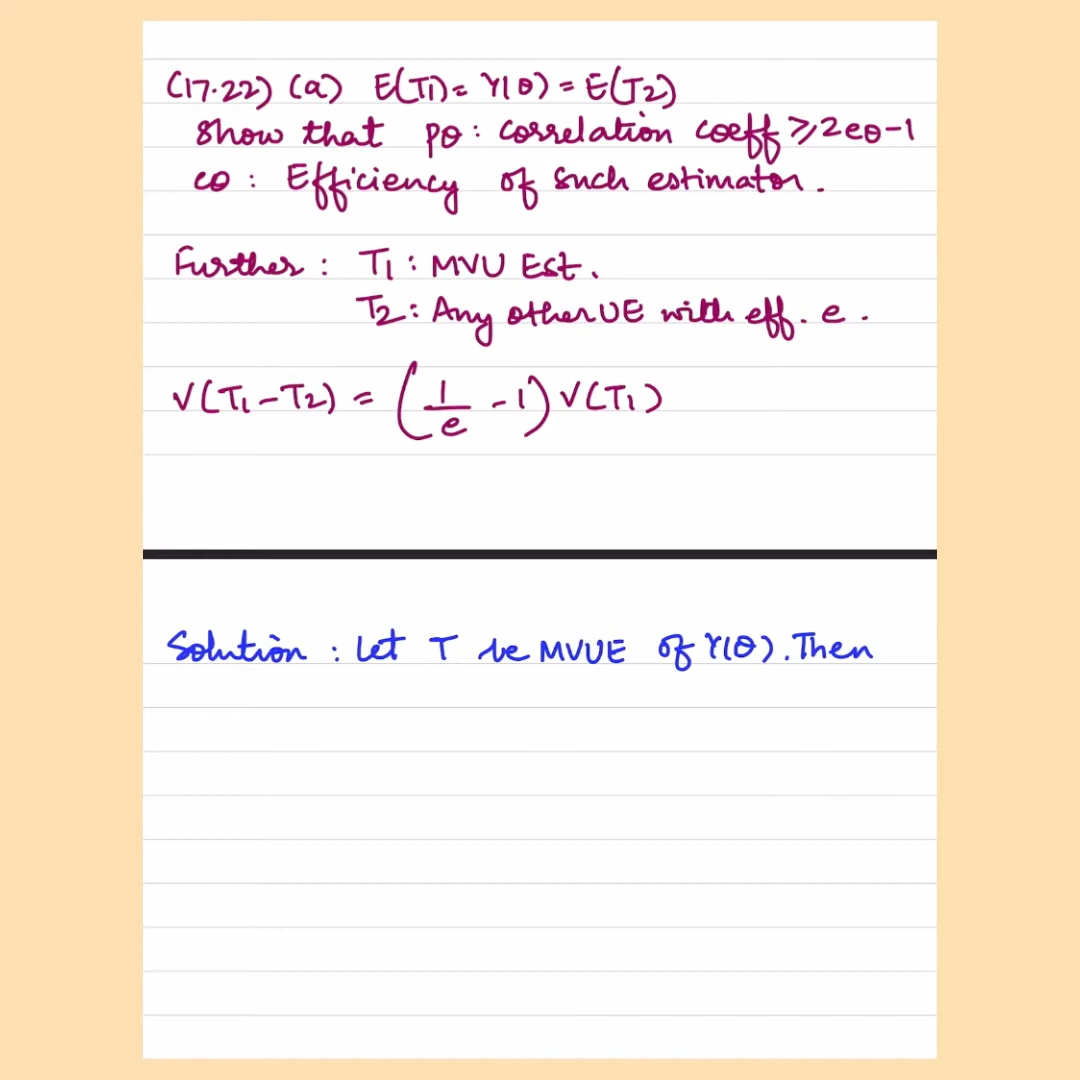 (17.22) (a) E(T1) = γ(θ) = E(T2)
Show that ρθ : Correlation coeff ≥ 2eθ-1
eθ : Efficiency of such estimator.
Further : T1 : MVU Est.
T2 : Any other UE with eff. e .
V(T1-T2) = (1/e - 1) V(T1)
Solution : Let T be MVUE of γ(θ). Then